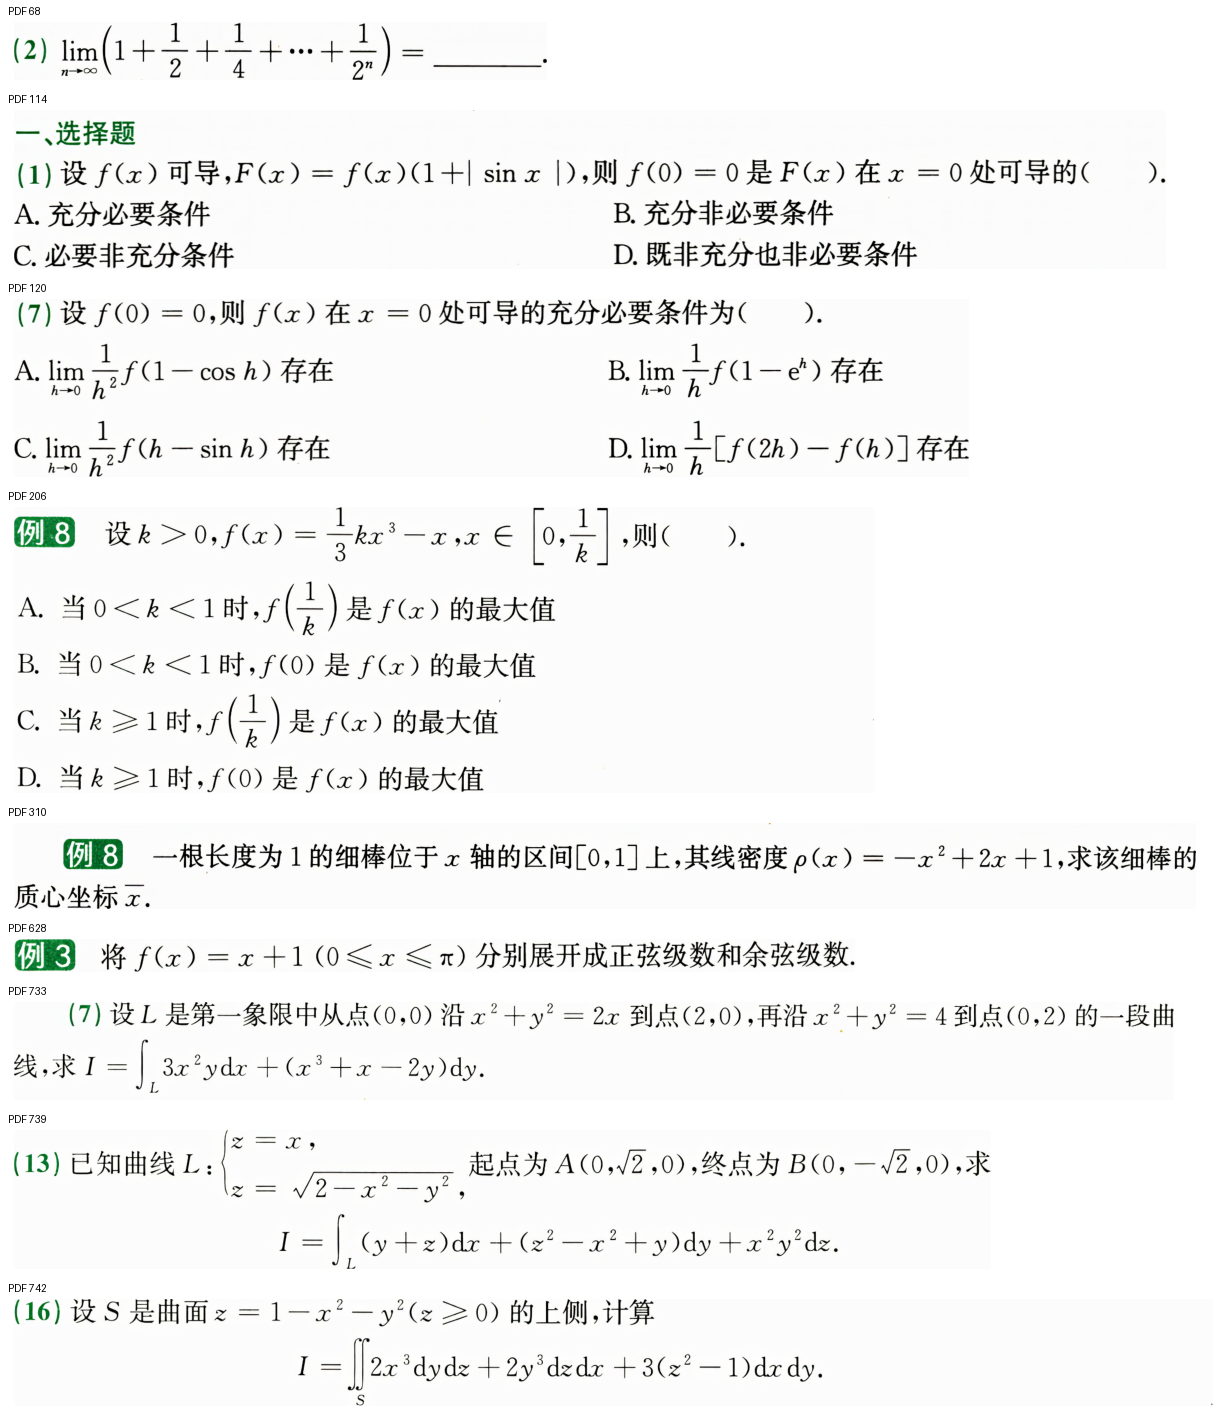 PDF 68
(2) lim_{n→∞}(1+1/2+1/4+⋯+1/2ⁿ) = ________.
PDF 114
一、选择题
(1) 设 f(x) 可导,F(x) = f(x)(1+| sin x |),则 f(0) = 0 是 F(x) 在 x = 0 处可导的(  ).
A. 充分必要条件 B. 充分非必要条件
C. 必要非充分条件 D. 既非充分也非必要条件
PDF 120
(7) 设 f(0) = 0,则 f(x) 在 x = 0 处可导的充分必要条件为(  ).
A. lim_{h→0} 1/h² f(1−cos h) 存在 B. lim_{h→0} 1/h f(1−eʰ) 存在
C. lim_{h→0} 1/h² f(h−sin h) 存在 D. lim_{h→0} 1/h [f(2h)−f(h)] 存在
PDF 206
例 8 设 k > 0,f(x) = 1/3 kx³ − x,x ∈ [0,1/k],则(  ).
A. 当 0 < k < 1 时,f(1/k) 是 f(x) 的最大值
B. 当 0 < k < 1 时,f(0) 是 f(x) 的最大值
C. 当 k ⩾ 1 时,f(1/k) 是 f(x) 的最大值
D. 当 k ⩾ 1 时,f(0) 是 f(x) 的最大值
PDF 310
例 8 一根长度为 1 的细棒位于 x 轴的区间[0,1]上,其线密度 ρ(x) = −x²+2x+1,求该细棒的
质心坐标 x̄.
PDF 628
例 3 将 f(x) = x+1 (0 ⩽ x ⩽ π) 分别展开成正弦级数和余弦级数.
PDF 733
(7) 设 L 是第一象限中从点(0,0) 沿 x²+y² = 2x 到点(2,0),再沿 x²+y² = 4 到点(0,2) 的一段曲
线,求 I = ∫_L 3x²ydx+(x³+x−2y)dy.
PDF 739
(13) 已知曲线 L: { z = x, z = √(2−x²−y²), 起点为 A(0,√2,0),终点为 B(0,−√2,0),求
I = ∫_L (y+z)dx+(z²−x²+y)dy+x²y²dz.
PDF 742
(16) 设 S 是曲面 z = 1−x²−y²(z ⩾ 0) 的上侧,计算
I = ∬_S 2x³dydz+2y³dzdx+3(z²−1)dxdy.